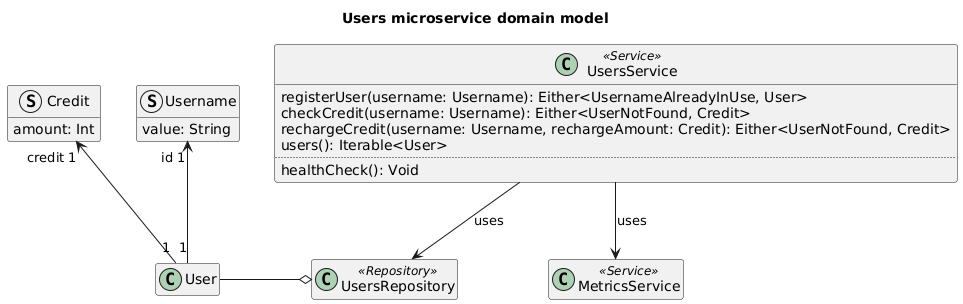 Users microservice domain model
«Service»
C UsersService
registerUser(username: Username): Either<UsernameAlreadyInUse, User>
checkCredit(username: Username): Either<UserNotFound, Credit>
rechargeCredit(username: Username, rechargeAmount: Credit): Either<UserNotFound, Credit>
users(): Iterable<User>
healthCheck(): Void
S Credit
amount: Int
S Username
value: String
credit 1
id 1
uses
uses
1
1
C User
«Repository»
C UsersRepository
«Service»
C MetricsService